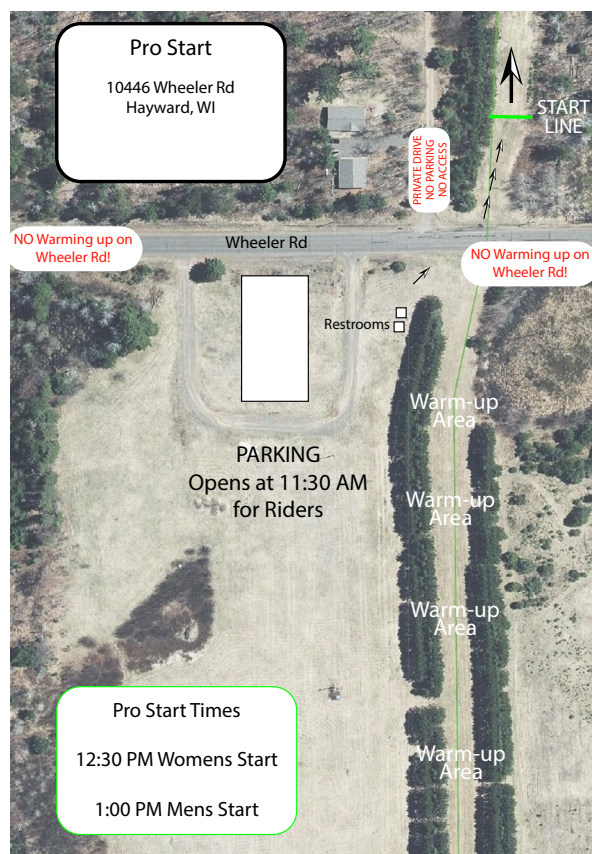 Pro Start
10446 Wheeler Rd
Hayward, WI
START
LINE
PRIVATE DRIVE
NO PARKING
NO ACCESS
NO Warming up on
Wheeler Rd!
Wheeler Rd
NO Warming up on
Wheeler Rd!
Restrooms
Warm-up
Area
PARKING
Opens at 11:30 AM
for Riders
Warm-up
Area
Warm-up
Area
Pro Start Times
12:30 PM Womens Start
1:00 PM Mens Start
Warm-up
Area